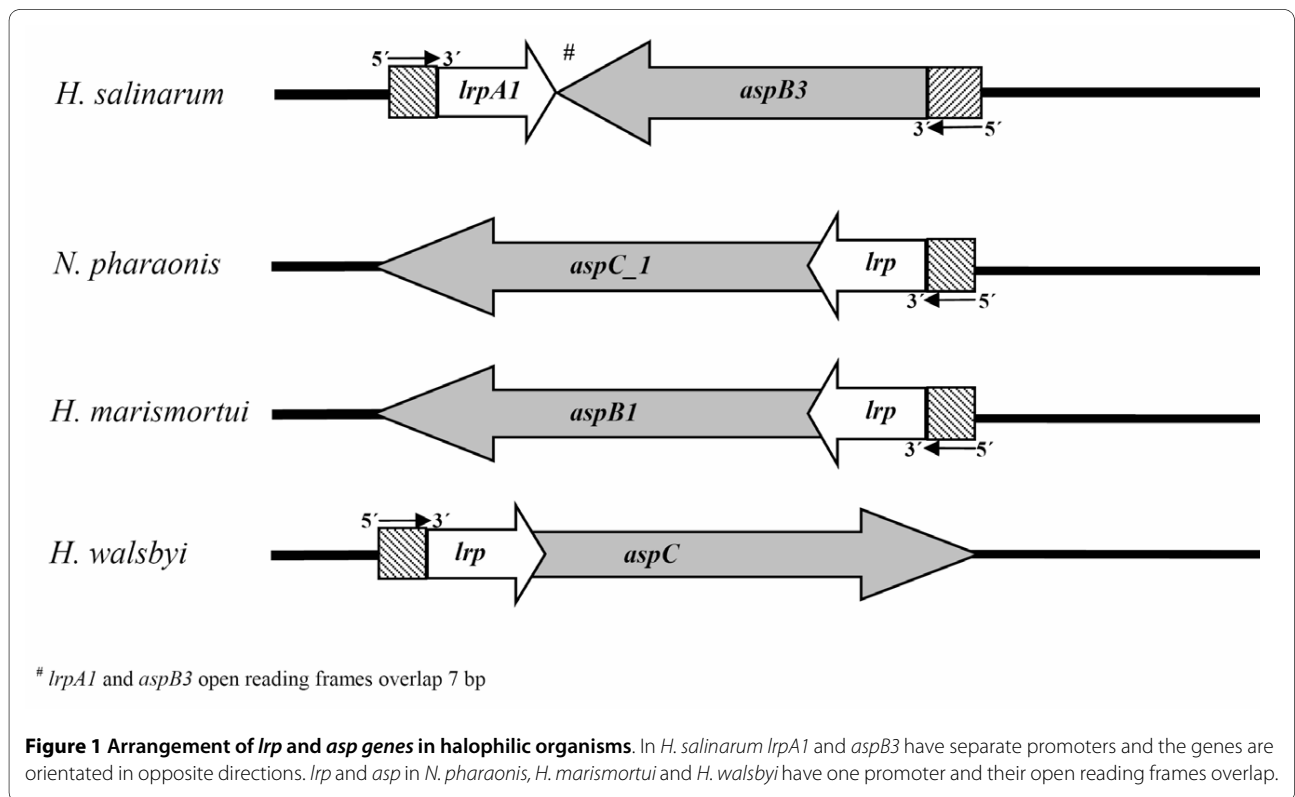 5´ 3´ #
H. salinarum lrpA1 aspB3
3´ 5´
N. pharaonis aspC_1 lrp
3´ 5´
H. marismortui aspB1 lrp
3´ 5´
5´ 3´
H. walsbyi lrp aspC
# lrpA1 and aspB3 open reading frames overlap 7 bp
Figure 1 Arrangement of lrp and asp genes in halophilic organisms. In H. salinarum lrpA1 and aspB3 have separate promoters and the genes are
orientated in opposite directions. lrp and asp in N. pharaonis, H. marismortui and H. walsbyi have one promoter and their open reading frames overlap.